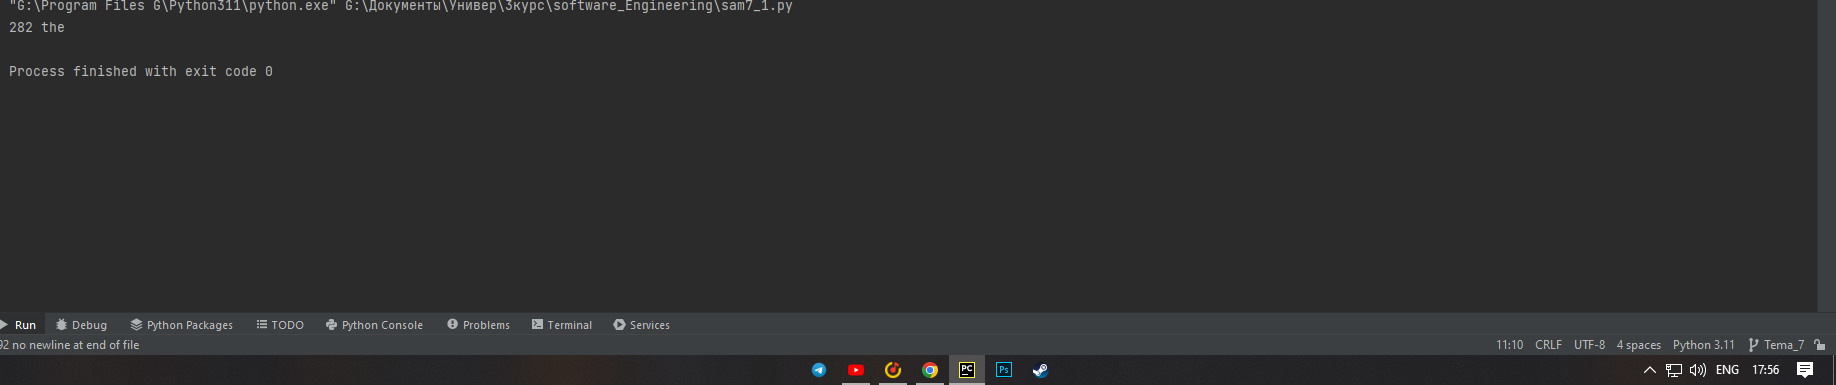 "G:\Program Files G\Python311\python.exe" G:\Документы\Универ\3курс\software_Engineering\sam7_1.py
282 the
Process finished with exit code 0
Run Debug Python Packages TODO Python Console Problems Terminal Services
92 no newline at end of file 11:10 CRLF UTF-8 4 spaces Python 3.11 Tema_7
PC Ps ENG 17:56